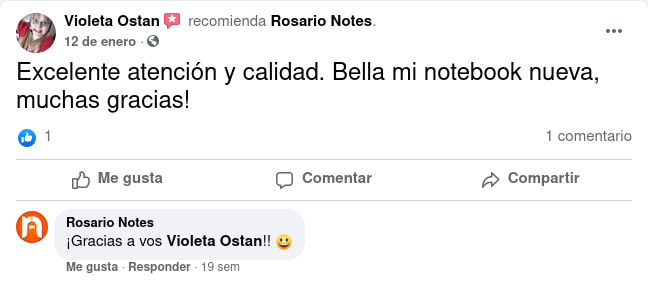 Violeta Ostan recomienda Rosario Notes.
12 de enero ·
Excelente atención y calidad. Bella mi notebook nueva,
muchas gracias!
1 1 comentario
Me gusta Comentar Compartir
Rosario Notes
¡Gracias a vos Violeta Ostan!! 😀
Me gusta · Responder · 19 sem